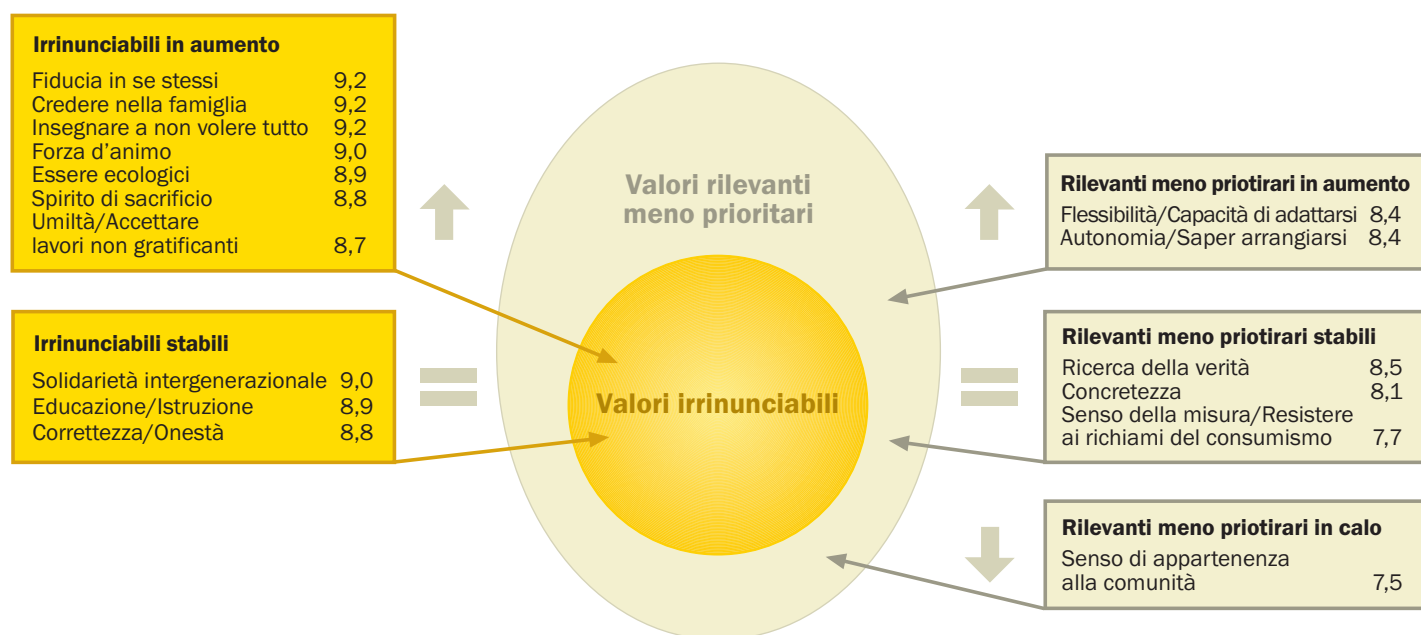 Irrinunciabili in aumento
Fiducia in se stessi 9,2
Credere nella famiglia 9,2
Insegnare a non volere tutto 9,2
Forza d'animo 9,0
Essere ecologici 8,9
Spirito di sacrificio 8,8
Umiltà/Accettare
lavori non gratificanti 8,7
Irrinunciabili stabili
Solidarietà intergenerazionale 9,0
Educazione/Istruzione 8,9
Correttezza/Onestà 8,8
Valori rilevanti
meno prioritari
Valori irrinunciabili
Rilevanti meno priotirari in aumento
Flessibilità/Capacità di adattarsi 8,4
Autonomia/Saper arrangiarsi 8,4
Rilevanti meno priotirari stabili
Ricerca della verità 8,5
Concretezza 8,1
Senso della misura/Resistere
ai richiami del consumismo 7,7
Rilevanti meno priotirari in calo
Senso di appartenenza
alla comunità 7,5